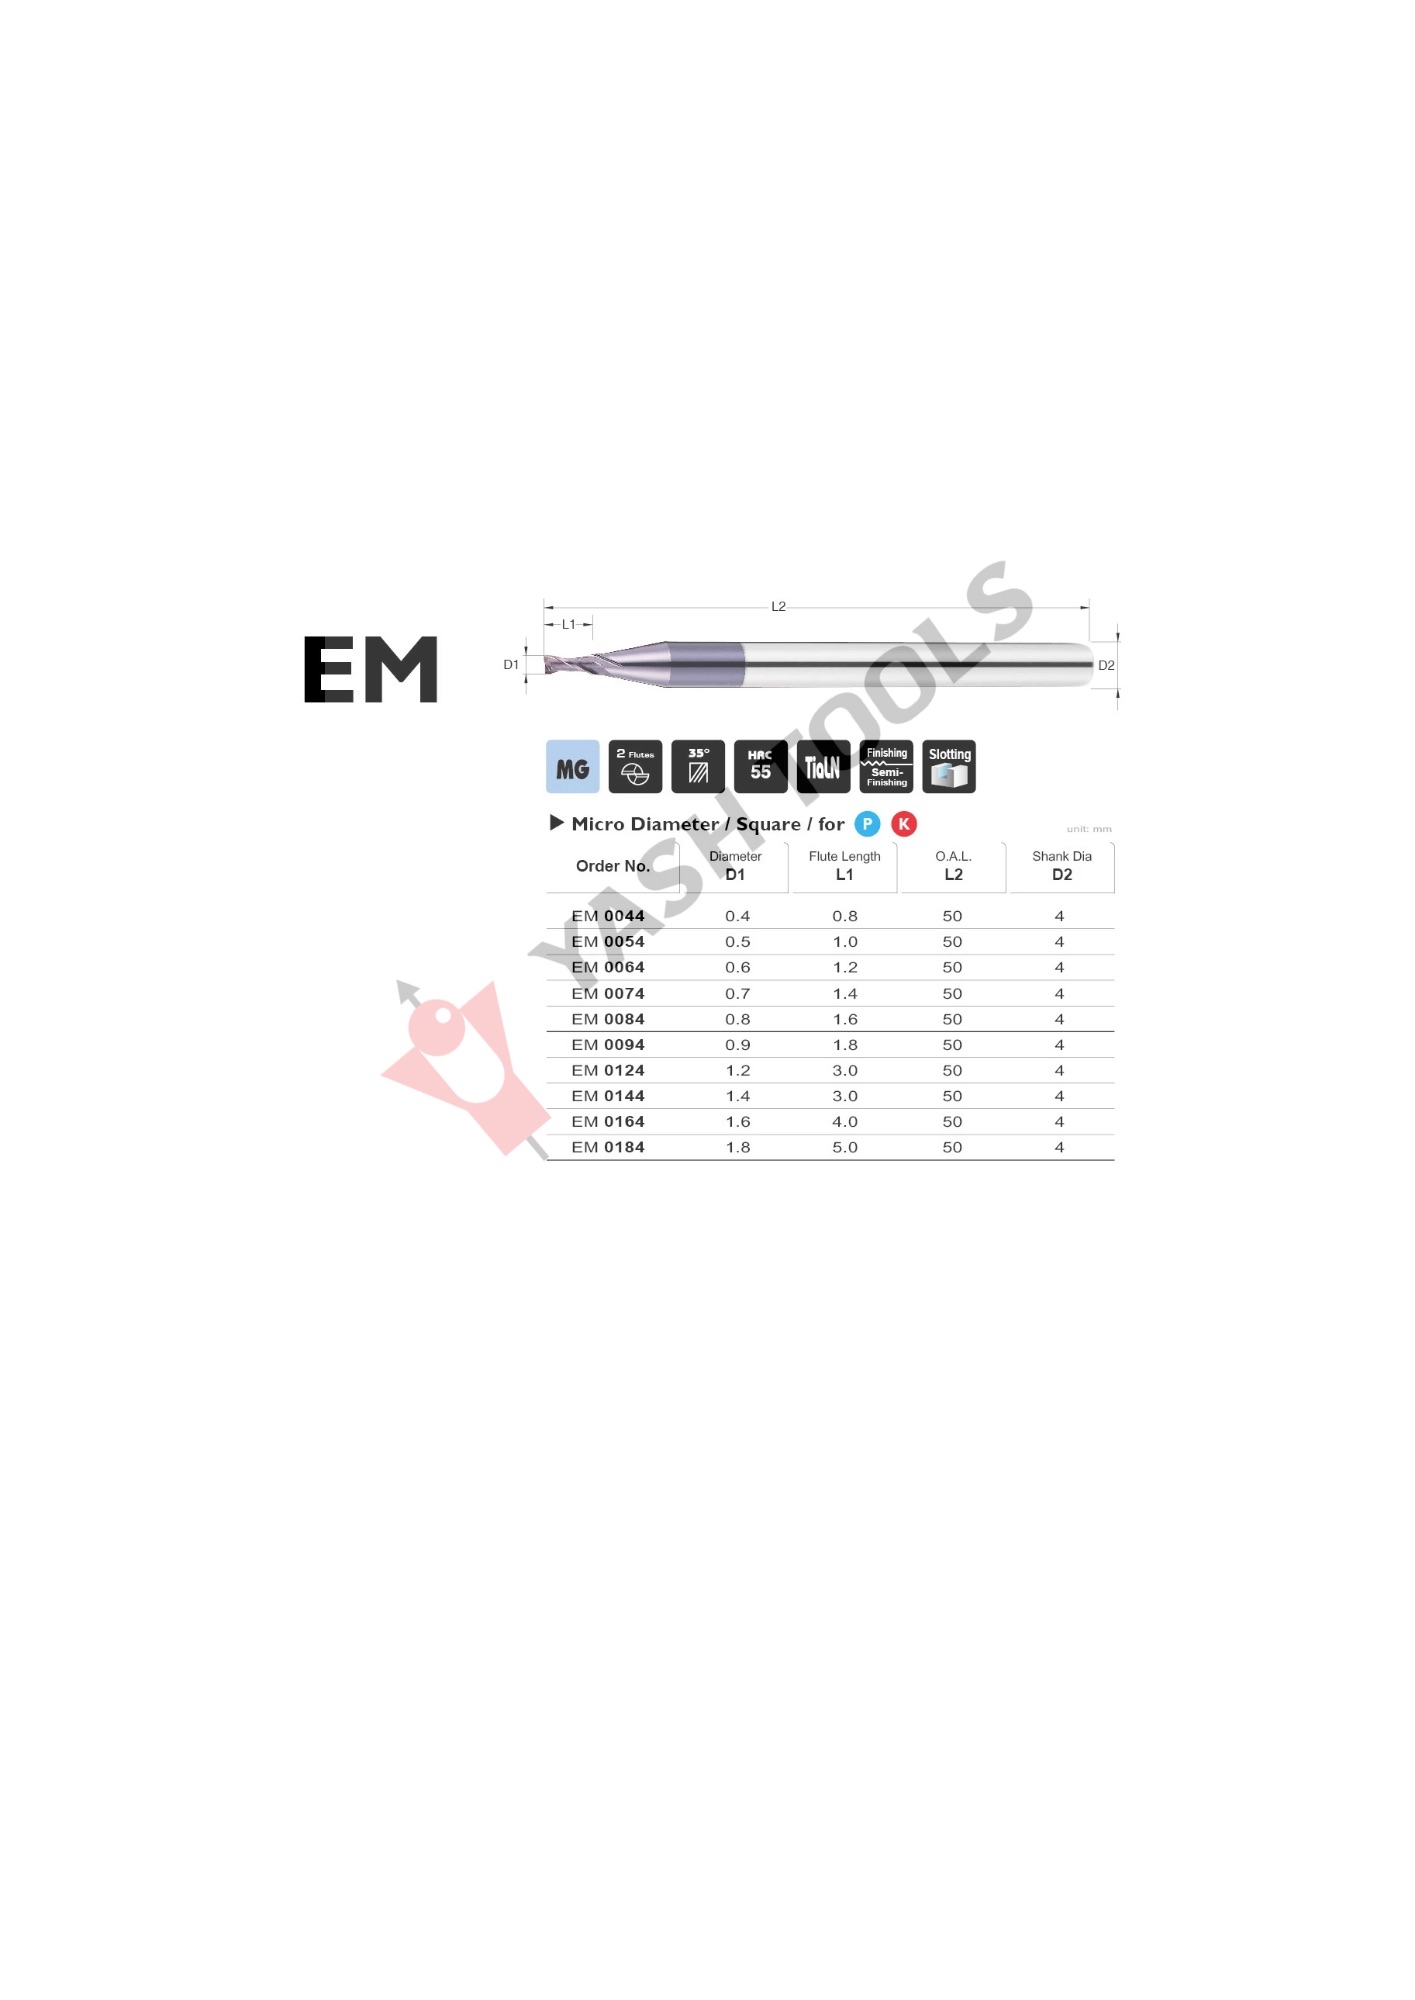 L2
L1
EM
D1
D2
MG
2 Flutes
35°
HRC
55
TiaLN
Finishing
Semi-
Finishing
Slotting
Micro Diameter / Square / for P K
unit: mm
Order No. Diameter Flute Length O.A.L. Shank Dia
D1 L1 L2 D2
EM 0044 0.4 0.8 50 4
EM 0054 0.5 1.0 50 4
EM 0064 0.6 1.2 50 4
EM 0074 0.7 1.4 50 4
EM 0084 0.8 1.6 50 4
EM 0094 0.9 1.8 50 4
EM 0124 1.2 3.0 50 4
EM 0144 1.4 3.0 50 4
EM 0164 1.6 4.0 50 4
EM 0184 1.8 5.0 50 4
YASH TOOLS